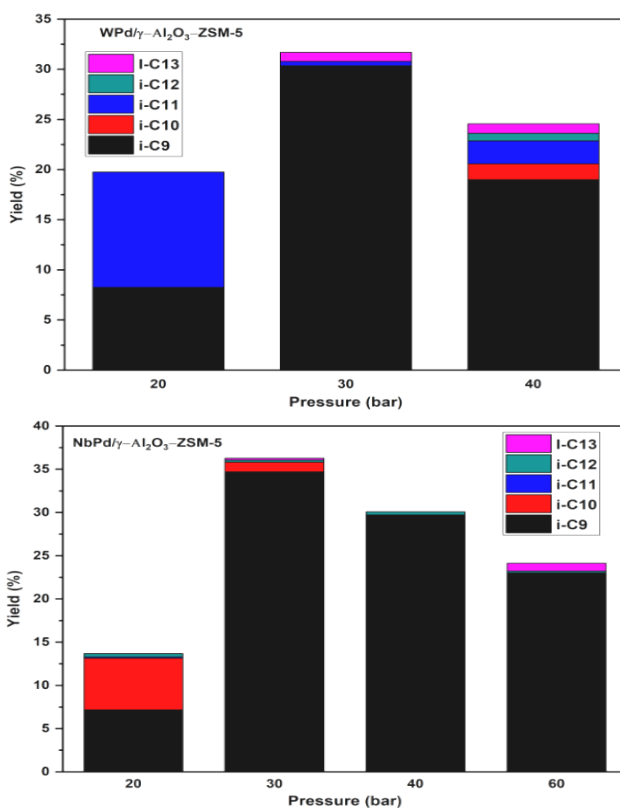 WPd/γ-Al₂O₃-ZSM-5
35
30
25
20
15
10
5
0
Yield (%)
I-C13
i-C12
i-C11
i-C10
i-C9
20 30 40
Pressure (bar)
NbPd/γ-Al₂O₃-ZSM-5
40
35
30
25
20
15
10
5
0
Yield (%)
I-C13
i-C12
i-C11
i-C10
i-C9
20 30 40 60
Pressure (bar)